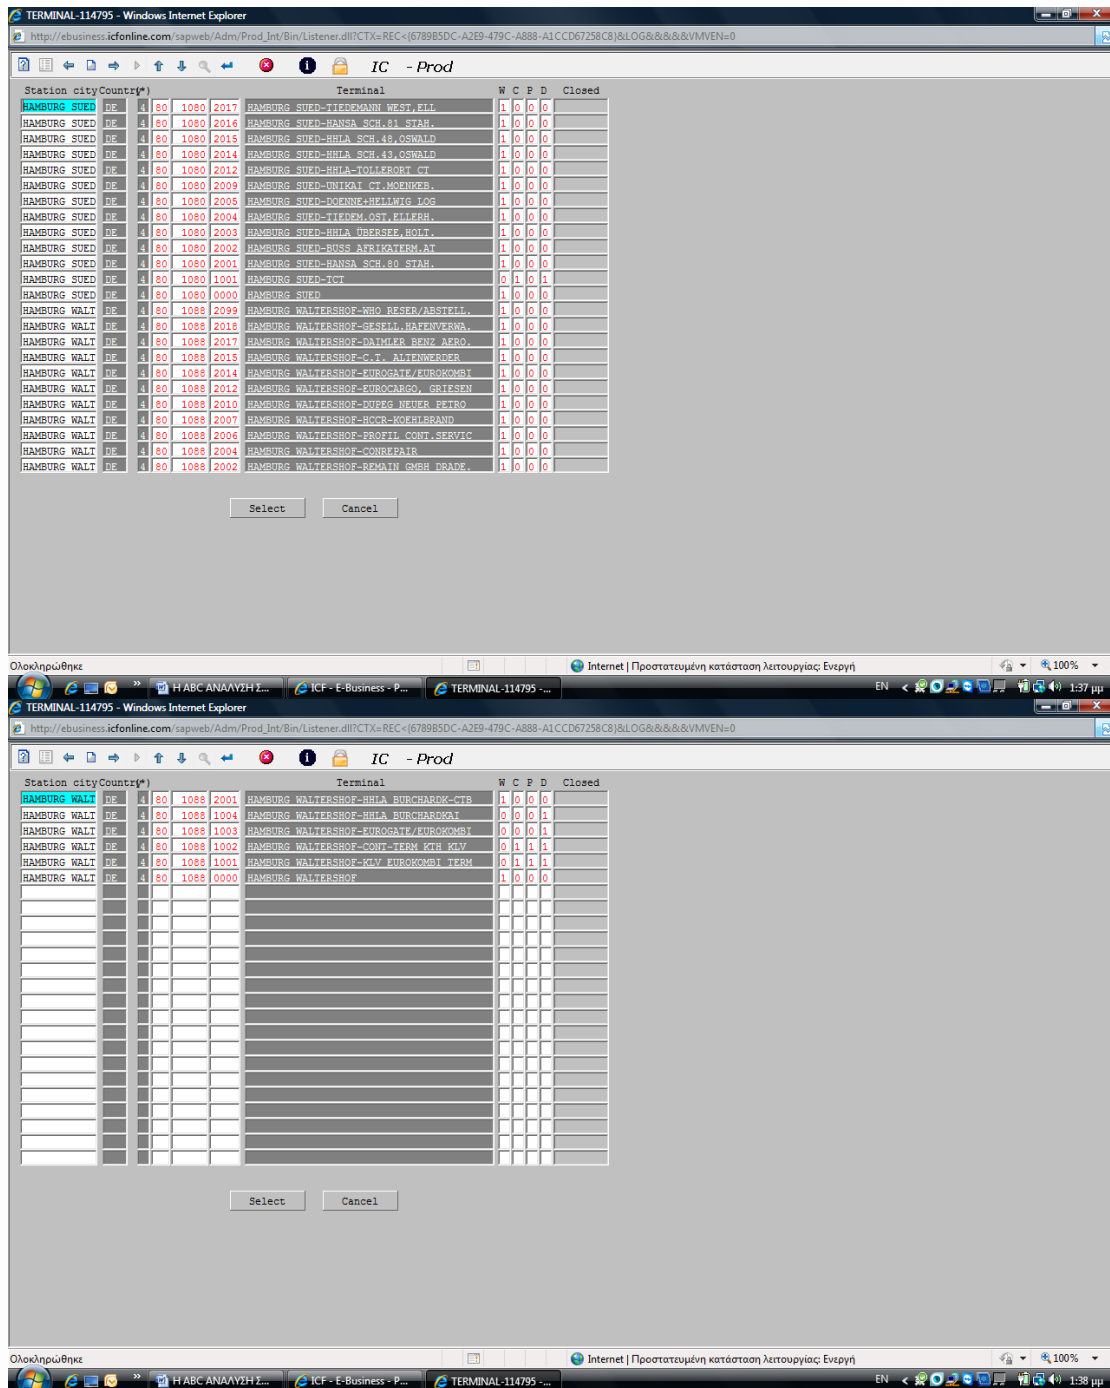 TERMINAL-114795 - Windows Internet Explorer
http://ebusiness.icfonline.com/sapweb/Adm/Prod_Int/Bin/Listener.dll?CTX=REC<{6789B5DC-A2E9-479C-A888-A1CCD67258C8}&LOG&&&&&VMVEN=0
IC - Prod
Station city Country(*) Terminal W C P D Closed
HAMBURG SUED DE 4 80 1080 2017 HAMBURG SUED-TIEDEMANN WEST,ELL 1 0 0 0
HAMBURG SUED DE 4 80 1080 2016 HAMBURG SUED-HANSA SCH.81 STAH. 1 0 0 0
HAMBURG SUED DE 4 80 1080 2015 HAMBURG SUED-HHLA SCH.48,OSWALD 1 0 0 0
HAMBURG SUED DE 4 80 1080 2014 HAMBURG SUED-HHLA SCH.43,OSWALD 1 0 0 0
HAMBURG SUED DE 4 80 1080 2012 HAMBURG SUED-HHLA-TOLLERORT CT 1 0 0 0
HAMBURG SUED DE 4 80 1080 2009 HAMBURG SUED-UNIKAI CT.MOENKEB. 1 0 0 0
HAMBURG SUED DE 4 80 1080 2005 HAMBURG SUED-DOENNE+HELLWIG LOG 1 0 0 0
HAMBURG SUED DE 4 80 1080 2004 HAMBURG SUED-TIEDEM.OST,ELLERH. 1 0 0 0
HAMBURG SUED DE 4 80 1080 2003 HAMBURG SUED-HHLA ÜBERSEE,HOLT. 1 0 0 0
HAMBURG SUED DE 4 80 1080 2002 HAMBURG SUED-BUSS AFRIKATERM.AT 1 0 0 0
HAMBURG SUED DE 4 80 1080 2001 HAMBURG SUED-HANSA SCH.80 STAH. 1 0 0 0
HAMBURG SUED DE 4 80 1080 1001 HAMBURG SUED-TCT 0 1 0 1
HAMBURG SUED DE 4 80 1080 0000 HAMBURG SUED 1 0 0 0
HAMBURG WALT DE 4 80 1088 2099 HAMBURG WALTERSHOF-WHO RESER/ABSTELL. 1 0 0 0
HAMBURG WALT DE 4 80 1088 2018 HAMBURG WALTERSHOF-GESELL.HAFENVERWA. 1 0 0 0
HAMBURG WALT DE 4 80 1088 2017 HAMBURG WALTERSHOF-DAIMLER BENZ AERO. 1 0 0 0
HAMBURG WALT DE 4 80 1088 2015 HAMBURG WALTERSHOF-C.T. ALTENWERDER 1 0 0 0
HAMBURG WALT DE 4 80 1088 2014 HAMBURG WALTERSHOF-EUROGATE/EUROKOMBI 1 0 0 0
HAMBURG WALT DE 4 80 1088 2012 HAMBURG WALTERSHOF-EUROCARGO, GRIESEN 1 0 0 0
HAMBURG WALT DE 4 80 1088 2010 HAMBURG WALTERSHOF-DUPEG NEUER PETRO 1 0 0 0
HAMBURG WALT DE 4 80 1088 2007 HAMBURG WALTERSHOF-HCCR-KOEHLBRAND 1 0 0 0
HAMBURG WALT DE 4 80 1088 2006 HAMBURG WALTERSHOF-PROFIL CONT.SERVIC 1 0 0 0
HAMBURG WALT DE 4 80 1088 2004 HAMBURG WALTERSHOF-CONREPAIR 1 0 0 0
HAMBURG WALT DE 4 80 1088 2002 HAMBURG WALTERSHOF-REMAIN GMBH DRADE. 1 0 0 0
Select Cancel
Ολοκληρώθηκε Internet | Προστατευμένη κατάσταση λειτουργίας: Ενεργή 100%
Η ABC ΑΝΑΛΥΣΗ Σ... ICF - E-Business - P... TERMINAL-114795 -... EN 1:37 μμ
TERMINAL-114795 - Windows Internet Explorer
http://ebusiness.icfonline.com/sapweb/Adm/Prod_Int/Bin/Listener.dll?CTX=REC<{6789B5DC-A2E9-479C-A888-A1CCD67258C8}&LOG&&&&&VMVEN=0
IC - Prod
Station city Country(*) Terminal W C P D Closed
HAMBURG WALT DE 4 80 1088 2001 HAMBURG WALTERSHOF-HHLA BURCHARDK-CTB 1 0 0 0
HAMBURG WALT DE 4 80 1088 1004 HAMBURG WALTERSHOF-HHLA BURCHARDKAI 0 0 0 1
HAMBURG WALT DE 4 80 1088 1003 HAMBURG WALTERSHOF-EUROGATE/EUROKOMBI 0 0 0 1
HAMBURG WALT DE 4 80 1088 1002 HAMBURG WALTERSHOF-CONT-TERM KTH KLV 0 1 1 1
HAMBURG WALT DE 4 80 1088 1001 HAMBURG WALTERSHOF-KLV EUROKOMBI TERM 0 1 1 1
HAMBURG WALT DE 4 80 1088 0000 HAMBURG WALTERSHOF 1 0 0 0
Select Cancel
Ολοκληρώθηκε Internet | Προστατευμένη κατάσταση λειτουργίας: Ενεργή 100%
Η ABC ΑΝΑΛΥΣΗ Σ... ICF - E-Business - P... TERMINAL-114795 -... EN 1:38 μμ